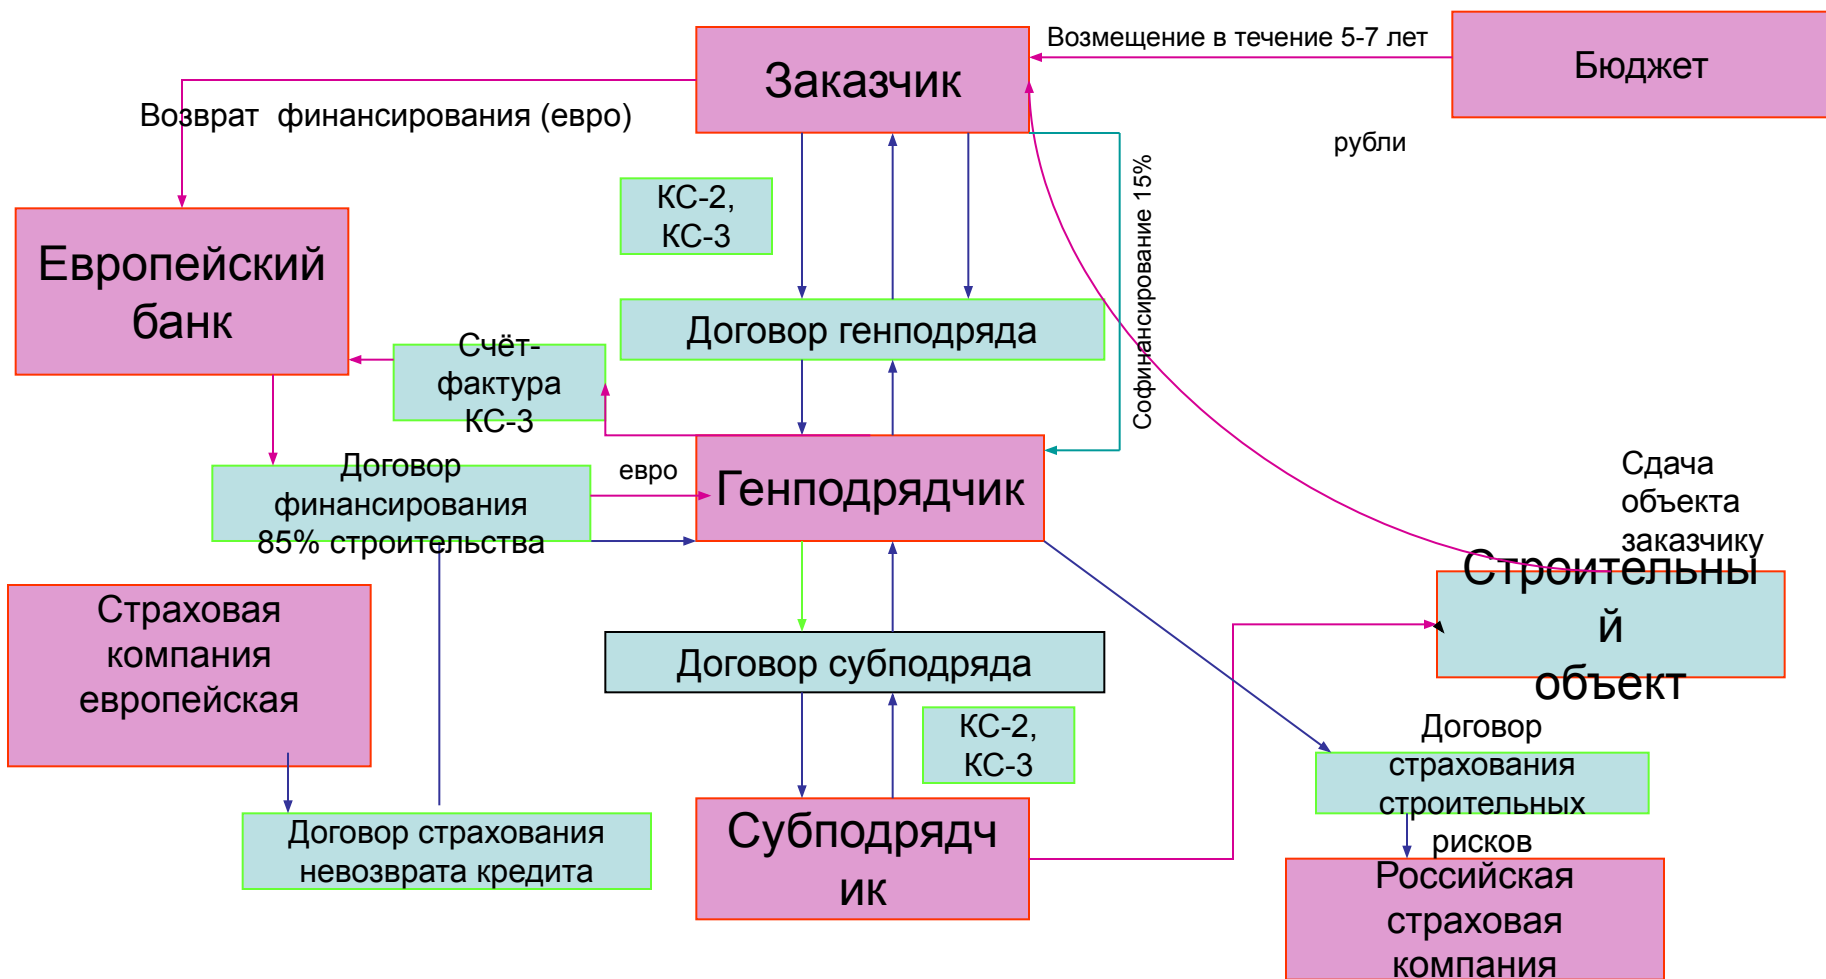 Возмещение в течение 5-7 лет
Заказчик
Бюджет
Возврат финансирования (евро)
рубли
КС-2,
КС-3
Софинансирование 15%
Европейский
банк
Договор генподряда
Счёт-
фактура
КС-3
Договор
финансирования
85% строительства
евро
Генподрядчик
Сдача
объекта
заказчику
Строительны
й
объект
Страховая
компания
европейская
Договор субподряда
КС-2,
КС-3
Договор
страхования
строительных
рисков
Договор страхования
невозврата кредита
Субподрядч
ик
Российская
страховая
компания